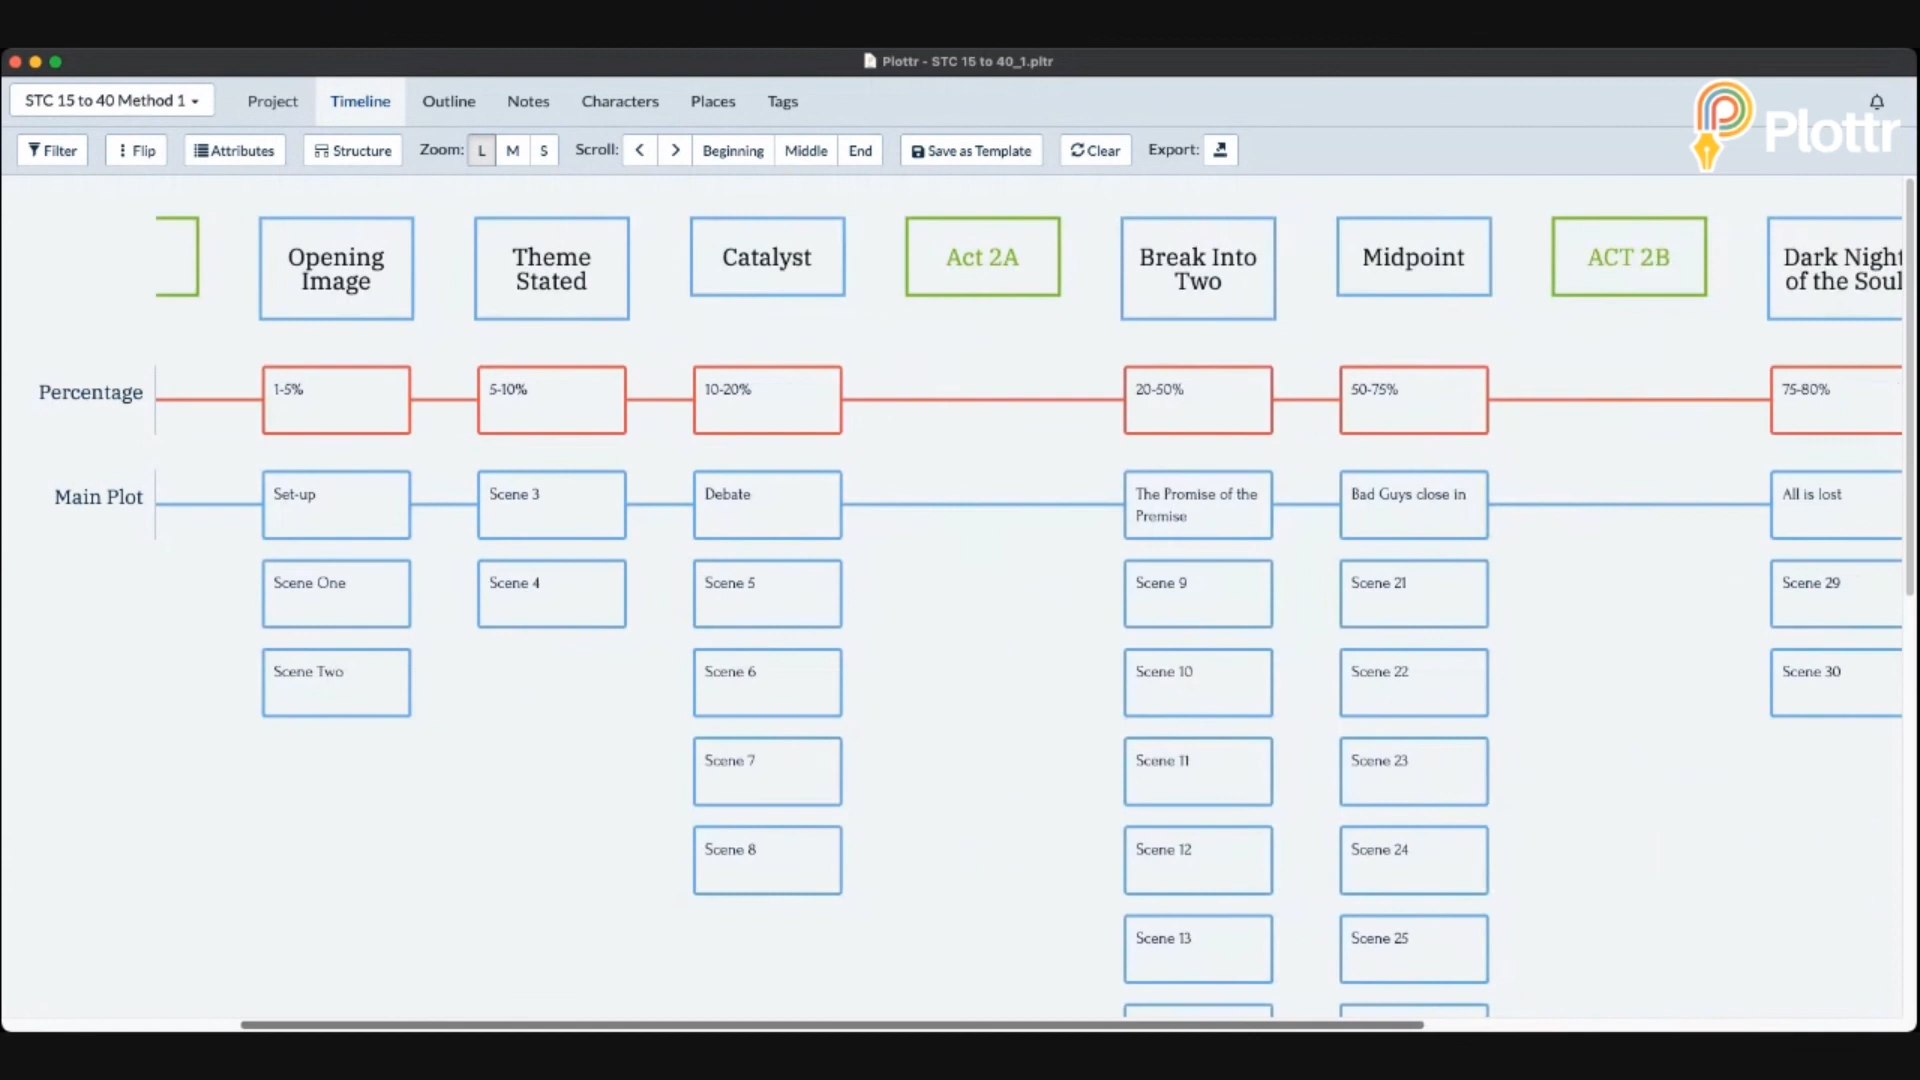 Plottr - STC 15 to 40_1.pltr
STC 15 to 40 Method 1
Project
Timeline
Outline
Notes
Characters
Places
Tags
Plottr
Filter
Flip
Attributes
Structure
Zoom:
L
M
S
Scroll:
Beginning
Middle
End
Save as Template
Clear
Export:
Opening
Image
Theme
Stated
Catalyst
Act 2A
Break Into
Two
Midpoint
ACT 2B
Dark Night
of the Soul
Percentage
1-5%
5-10%
10-20%
20-50%
50-75%
75-80%
Main Plot
Set-up
Scene 3
Debate
The Promise of the
Premise
Bad Guys close in
All is lost
Scene One
Scene 4
Scene 5
Scene 9
Scene 21
Scene 29
Scene Two
Scene 6
Scene 10
Scene 22
Scene 30
Scene 7
Scene 11
Scene 23
Scene 8
Scene 12
Scene 24
Scene 13
Scene 25